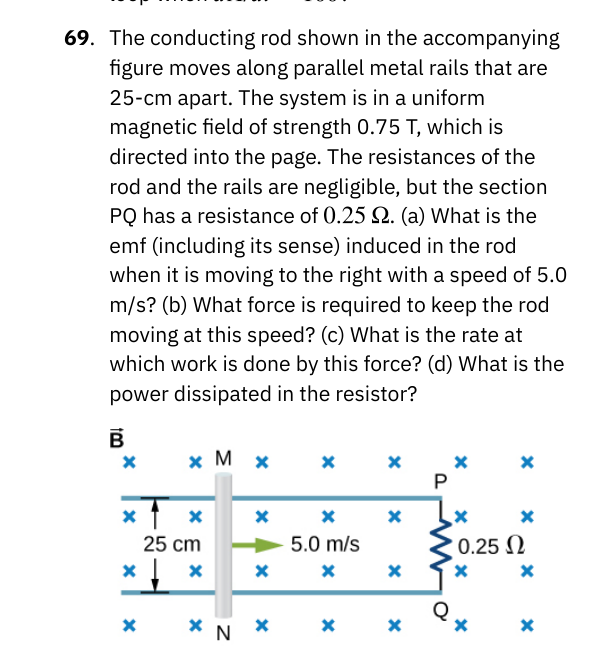 69. The conducting rod shown in the accompanying
figure moves along parallel metal rails that are
25-cm apart. The system is in a uniform
magnetic field of strength 0.75 T, which is
directed into the page. The resistances of the
rod and the rails are negligible, but the section
PQ has a resistance of 0.25 Ω. (a) What is the
emf (including its sense) induced in the rod
when it is moving to the right with a speed of 5.0
m/s? (b) What force is required to keep the rod
moving at this speed? (c) What is the rate at
which work is done by this force? (d) What is the
power dissipated in the resistor?
B⃗
M
P
25 cm
5.0 m/s
0.25 Ω
Q
N